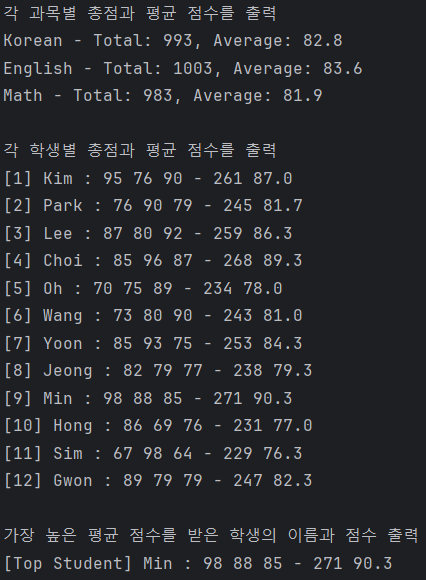 각 과목별 총점과 평균 점수를 출력
Korean - Total: 993, Average: 82.8
English - Total: 1003, Average: 83.6
Math - Total: 983, Average: 81.9
각 학생별 총점과 평균 점수를 출력
[1] Kim : 95 76 90 - 261 87.0
[2] Park : 76 90 79 - 245 81.7
[3] Lee : 87 80 92 - 259 86.3
[4] Choi : 85 96 87 - 268 89.3
[5] Oh : 70 75 89 - 234 78.0
[6] Wang : 73 80 90 - 243 81.0
[7] Yoon : 85 93 75 - 253 84.3
[8] Jeong : 82 79 77 - 238 79.3
[9] Min : 98 88 85 - 271 90.3
[10] Hong : 86 69 76 - 231 77.0
[11] Sim : 67 98 64 - 229 76.3
[12] Gwon : 89 79 79 - 247 82.3
가장 높은 평균 점수를 받은 학생의 이름과 점수 출력
[Top Student] Min : 98 88 85 - 271 90.3